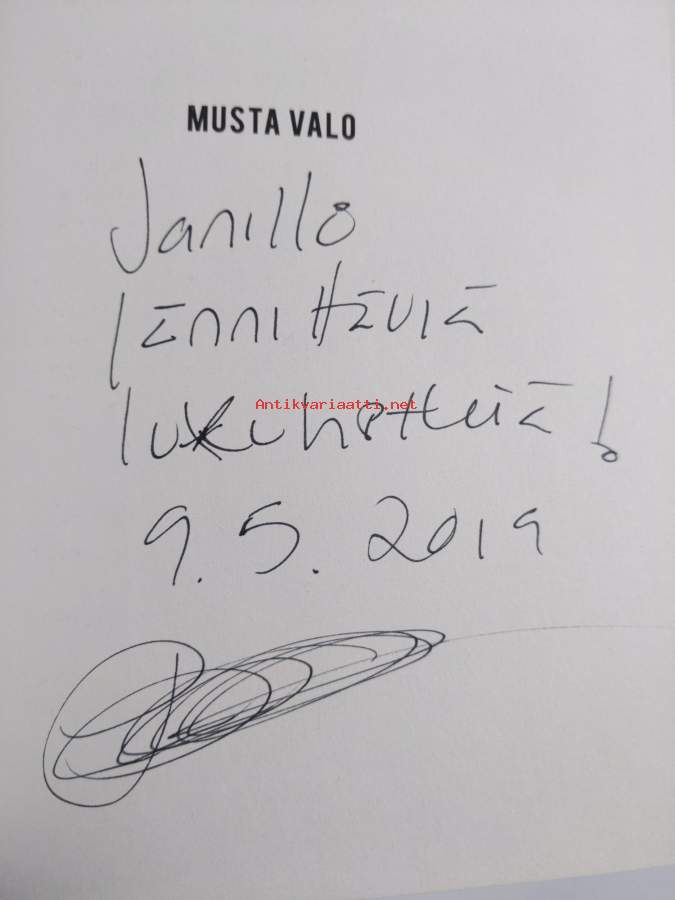 MUSTA VALO
Janille
jännittäviä
Antikvariaatti.net
lukuhetkiä!
9.5.2019